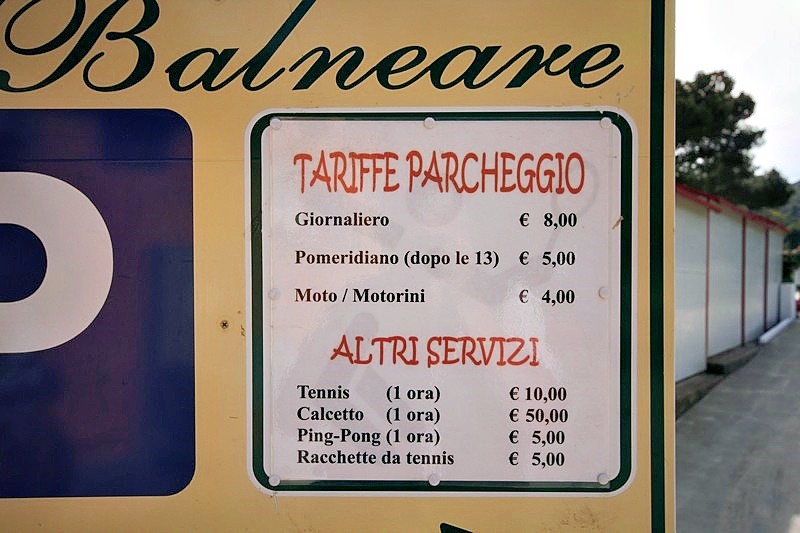 Balneare
P
TARIFFE PARCHEGGIO
Giornaliero € 8,00
Pomeridiano (dopo le 13) € 5,00
Moto / Motorini € 4,00
ALTRI SERVIZI
Tennis (1 ora) € 10,00
Calcetto (1 ora) € 50,00
Ping-Pong (1 ora) € 5,00
Racchette da tennis € 5,00